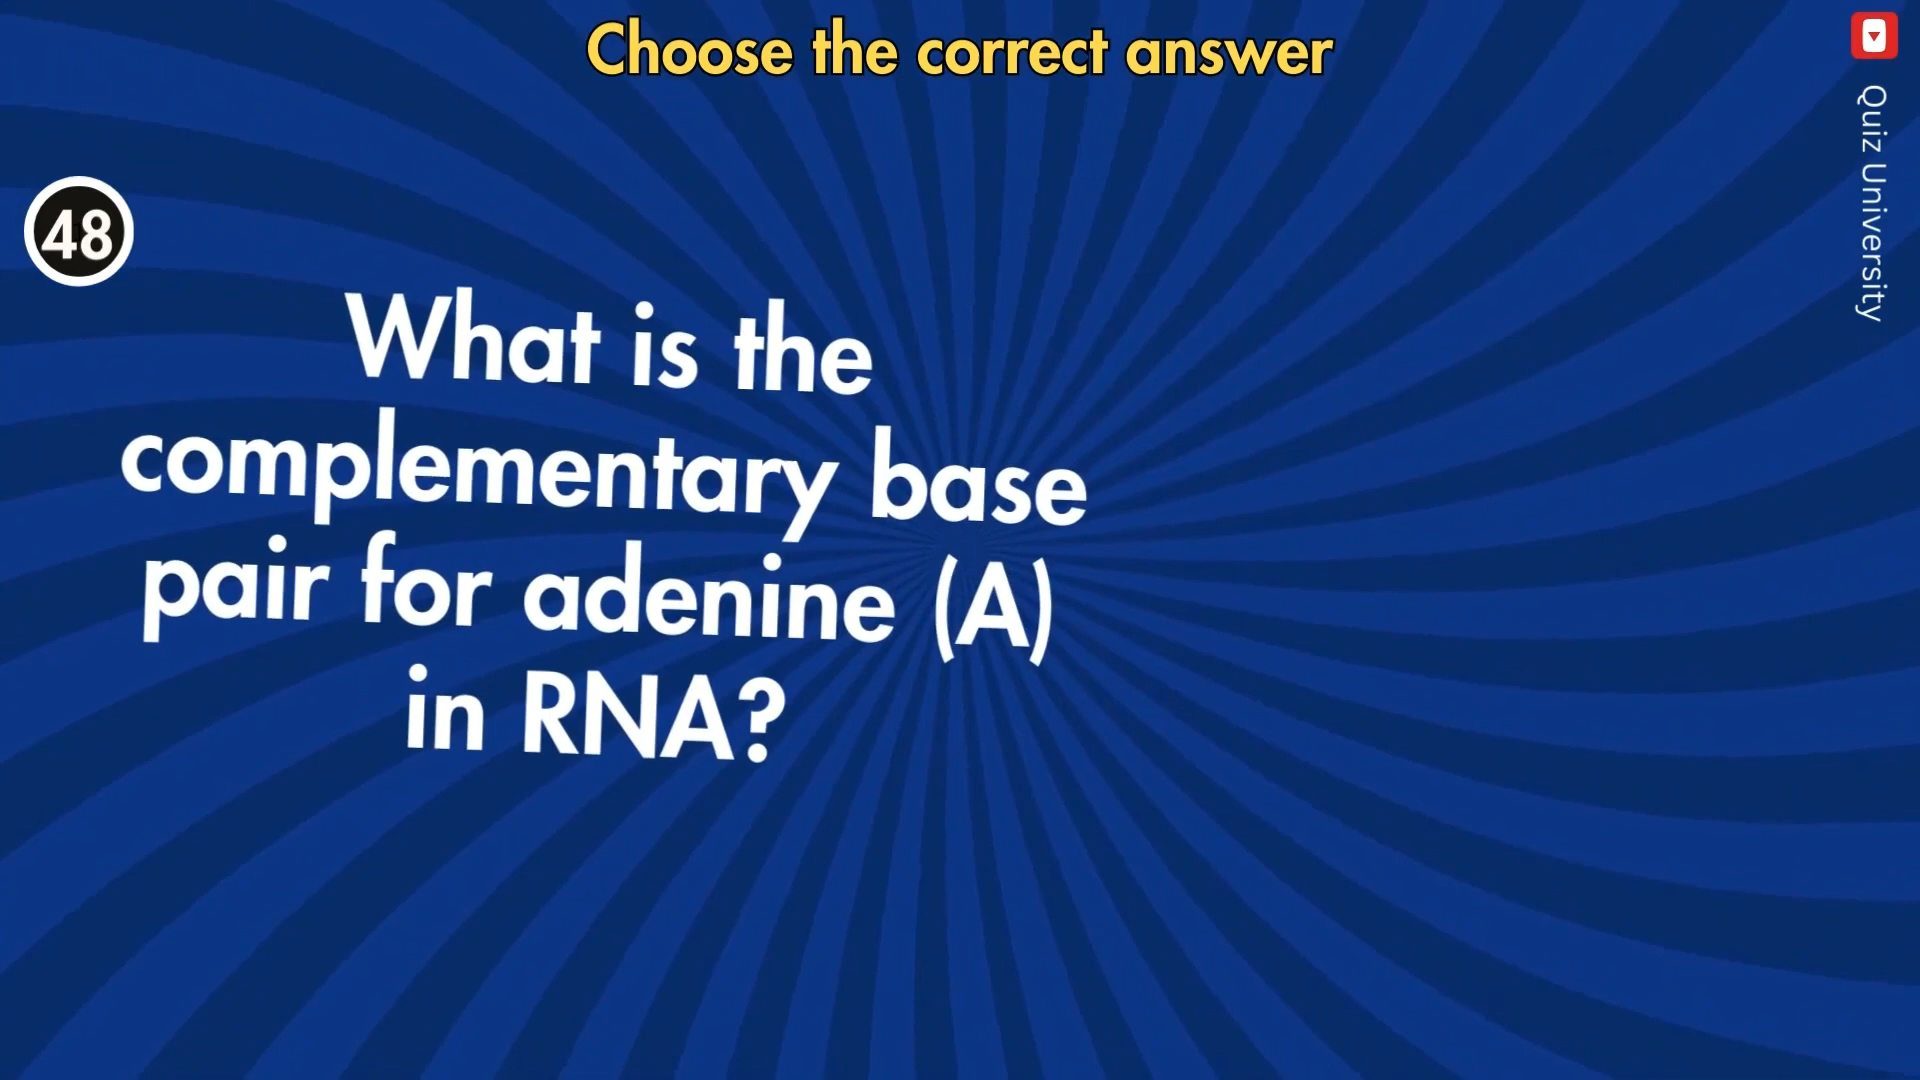 Choose the correct answer
Quiz University
48
What is the
complementary base
pair for adenine (A)
in RNA?